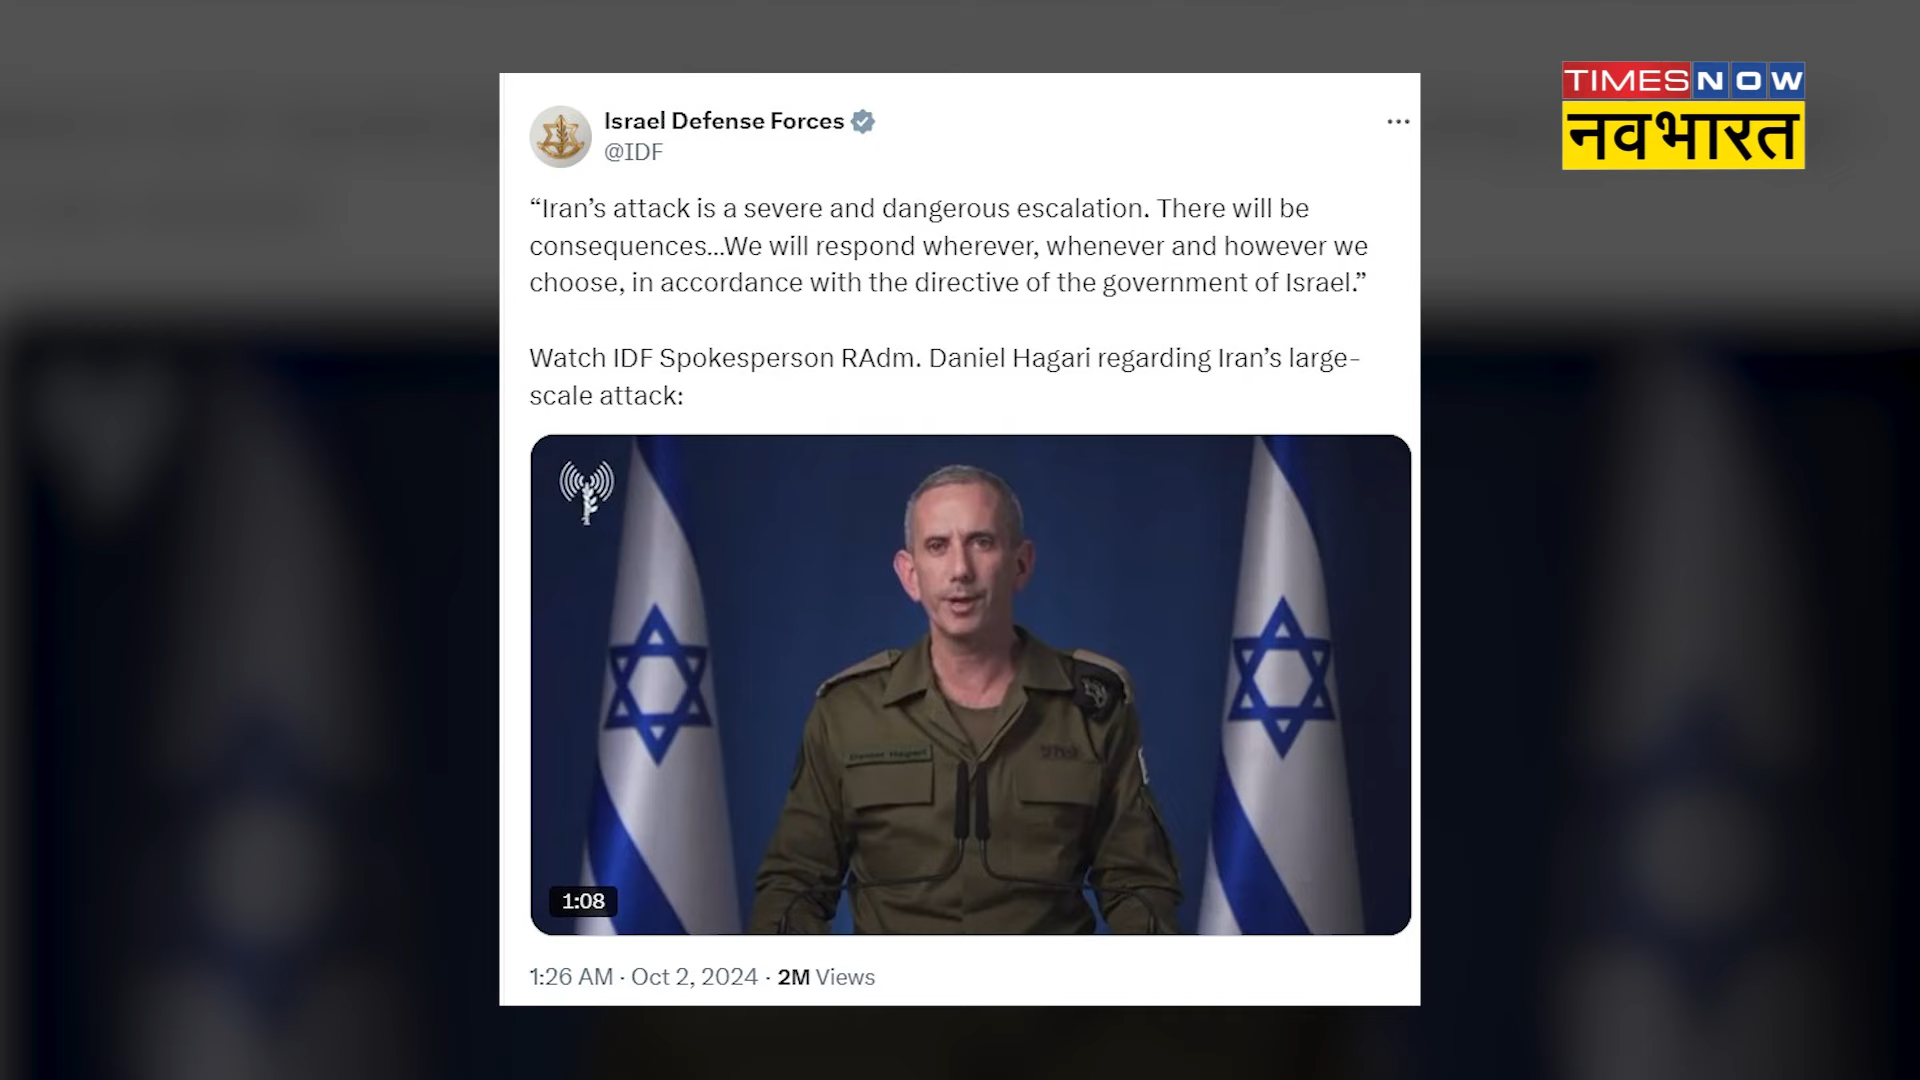 TIMES NOW
नवभारत
Israel Defense Forces
@IDF
“Iran’s attack is a severe and dangerous escalation. There will be
consequences...We will respond wherever, whenever and however we
choose, in accordance with the directive of the government of Israel.”
Watch IDF Spokesperson RAdm. Daniel Hagari regarding Iran’s large-
scale attack:
Daniel Hagari
1:08
1:26 AM · Oct 2, 2024 · 2M Views